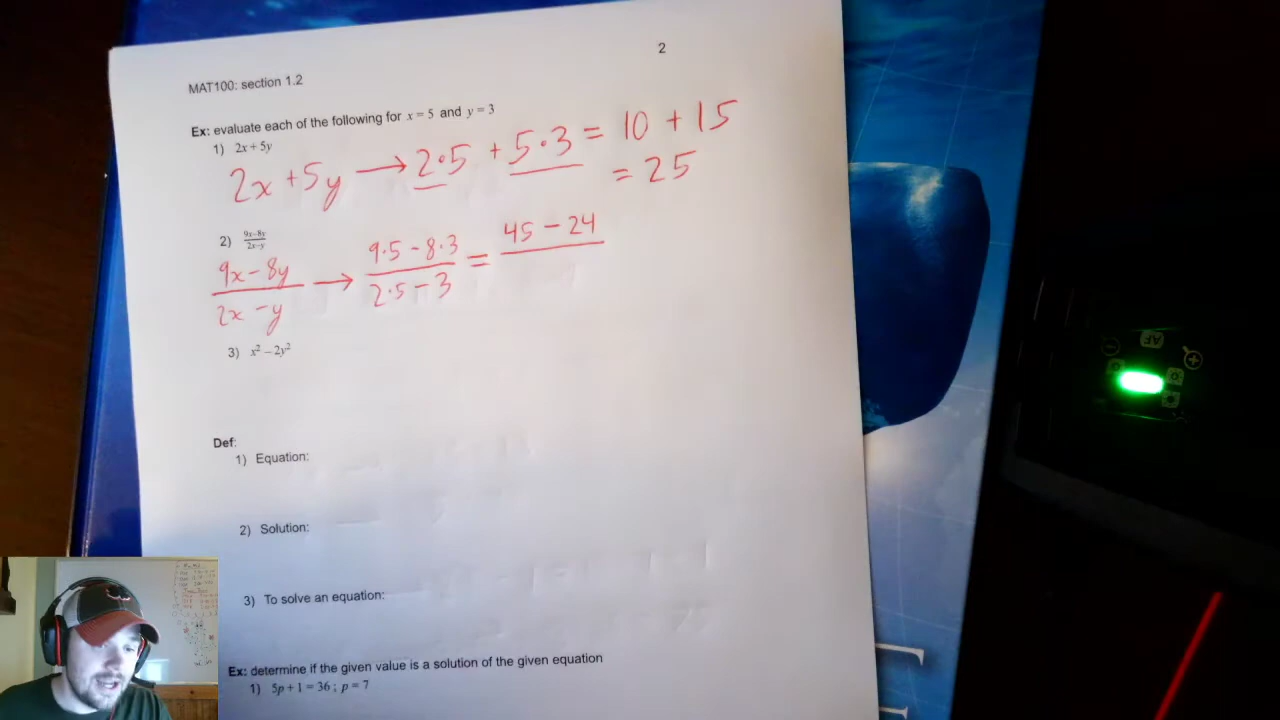 2
MAT100: section 1.2
Ex: evaluate each of the following for x = 5 and y = 3
1) 2x + 5y
2x + 5y → 2·5 + 5·3 = 10 + 15
= 25
2) 9x−8y / 2x−y
9x − 8y / 2x − y → 9·5 − 8·3 / 2·5 − 3 = 45 − 24
3) x² − 2y²
Def:
1) Equation:
2) Solution:
3) To solve an equation:
Ex: determine if the given value is a solution of the given equation
1) 5p + 1 = 36 ; p = 7